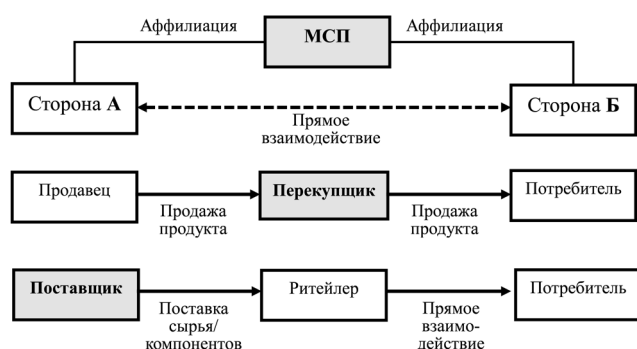 Аффилиация
МСП
Аффилиация
Сторона А
Сторона Б
Прямое
взаимодействие
Продавец
Перекупщик
Потребитель
Продажа
продукта
Продажа
продукта
Поставщик
Ритейлер
Потребитель
Поставка
сырья/
компонентов
Прямое
взаимо-
действие